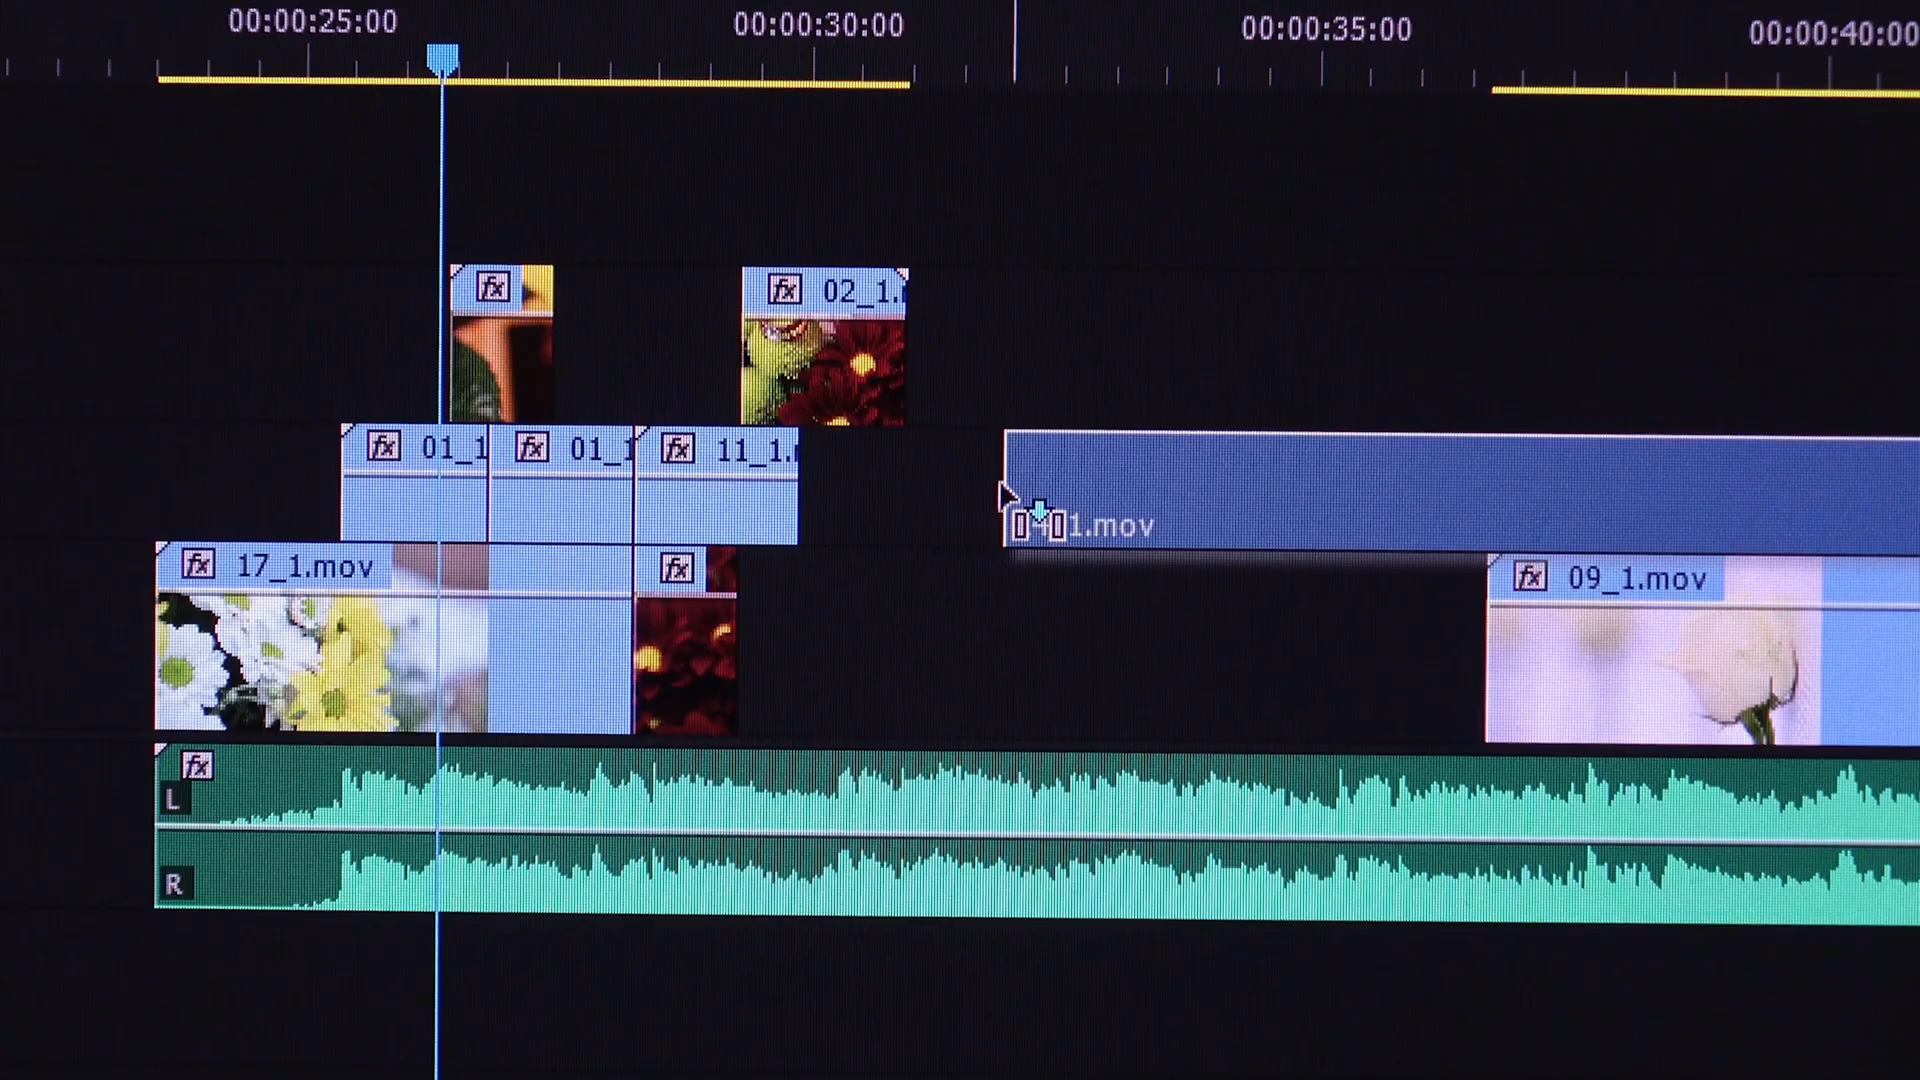 00:00:25:00 00:00:30:00 00:00:35:00 00:00:40:00
fx fx 02_1.
fx 01_1 fx 01_1 fx 11_1.
1.mov
fx 17_1.mov fx fx 09_1.mov
fx
L
R